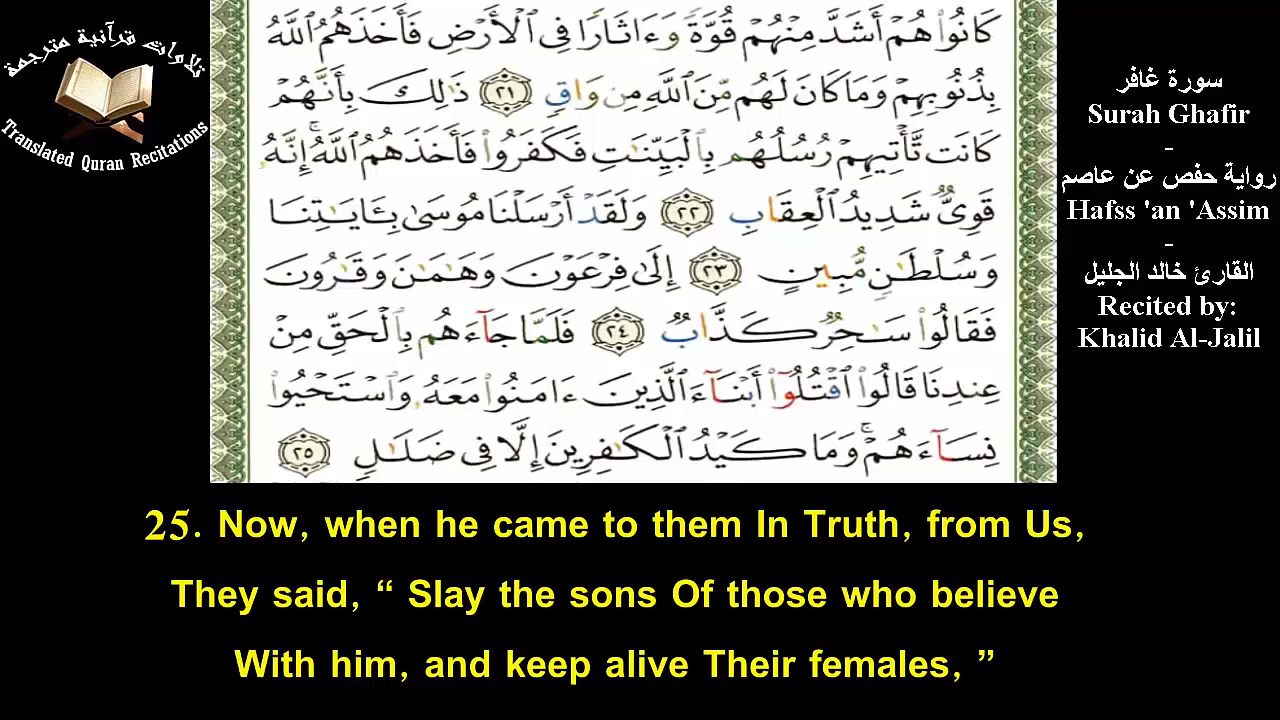 تلاوات قرآنية مترجمة
Translated Quran Recitations
كَانُوا۟ هُمْ أَشَدَّ مِنْهُمْ قُوَّةً وَءَاثَارًا فِى ٱلْأَرْضِ فَأَخَذَهُمُ ٱللَّهُ
بِذُنُوبِهِمْ وَمَا كَانَ لَهُم مِّنَ ٱللَّهِ مِن وَاقٍ ٢١ ذَٰلِكَ بِأَنَّهُمْ
كَانَت تَّأْتِيهِمْ رُسُلُهُم بِٱلْبَيِّنَـٰتِ فَكَفَرُوا۟ فَأَخَذَهُمُ ٱللَّهُ ۚ إِنَّهُۥ
قَوِىٌّ شَدِيدُ ٱلْعِقَابِ ٢٢ وَلَقَدْ أَرْسَلْنَا مُوسَىٰ بِـَٔايَـٰتِنَا
وَسُلْطَـٰنٍ مُّبِينٍ ٢٣ إِلَىٰ فِرْعَوْنَ وَهَـٰمَـٰنَ وَقَـٰرُونَ
فَقَالُوا۟ سَـٰحِرٌ كَذَّابٌ ٢٤ فَلَمَّا جَآءَهُم بِٱلْحَقِّ مِنْ
عِندِنَا قَالُوا۟ ٱقْتُلُوٓا۟ أَبْنَآءَ ٱلَّذِينَ ءَامَنُوا۟ مَعَهُۥ وَٱسْتَحْيُوا۟
نِسَآءَهُمْ ۚ وَمَا كَيْدُ ٱلْكَـٰفِرِينَ إِلَّا فِى ضَلَـٰلٍ ٢٥
سورة غافر
Surah Ghafir
-
رواية حفص عن عاصم
Hafss 'an 'Assim
-
القارئ خالد الجليل
Recited by:
Khalid Al-Jalil
25. Now, when he came to them In Truth, from Us,
They said, “ Slay the sons Of those who believe
With him, and keep alive Their females, ”